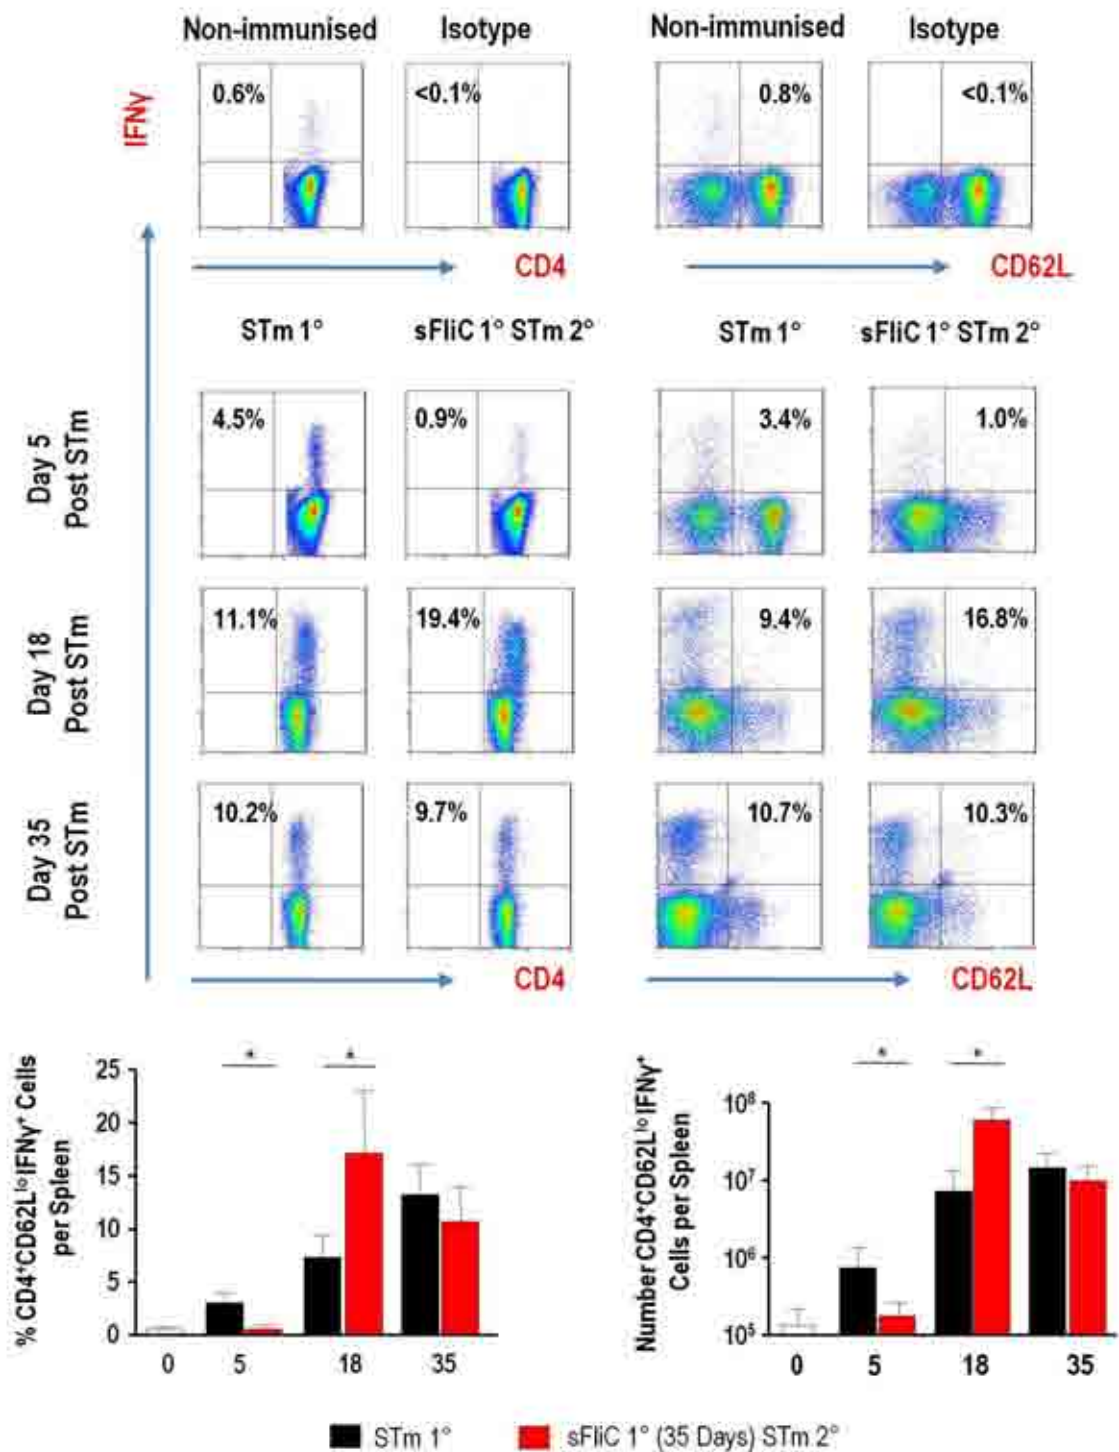 Non-immunised Isotype Non-immunised Isotype
IFNγ
0.6% <0.1% 0.8% <0.1%
CD4 CD62L
STm 1° sFliC 1° STm 2° STm 1° sFliC 1° STm 2°
Day 5
Post STm
4.5% 0.9% 3.4% 1.0%
Day 18
Post STm
11.1% 19.4% 9.4% 16.8%
Day 35
Post STm
10.2% 9.7% 10.7% 10.3%
CD4 CD62L
% CD4⁺CD62LˡᵒIFNγ⁺ Cells
per Spleen
* *
25
20
15
10
5
0
0 5 18 35
Number CD4⁺CD62LˡᵒIFNγ⁺
Cells per Spleen
* *
10⁸
10⁷
10⁶
10⁵
0 5 18 35
STm 1° sFliC 1° (35 Days) STm 2°